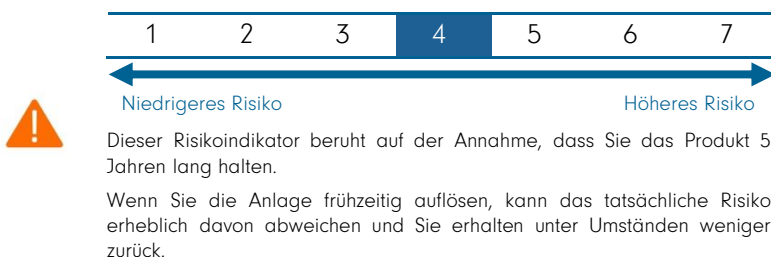 1 2 3 4 5 6 7
Niedrigeres Risiko Höheres Risiko
Dieser Risikoindikator beruht auf der Annahme, dass Sie das Produkt 5
Jahren lang halten.
Wenn Sie die Anlage frühzeitig auflösen, kann das tatsächliche Risiko
erheblich davon abweichen und Sie erhalten unter Umständen weniger
zurück.